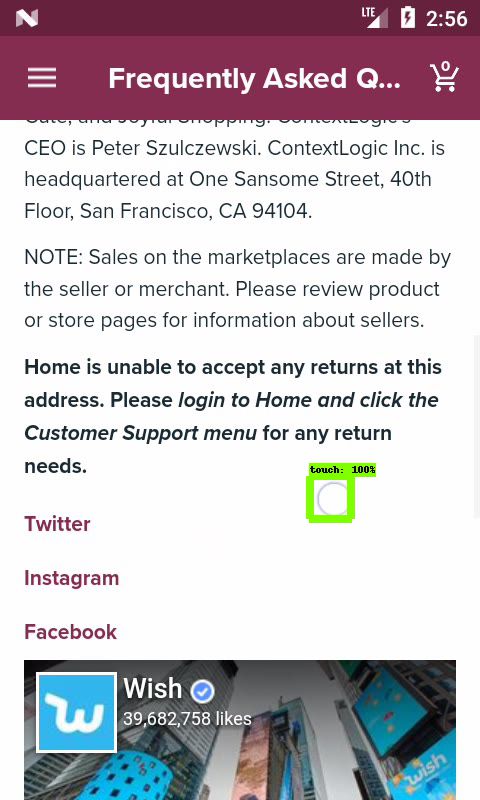 LTE 2:56
Frequently Asked Q... 0
CEO is Peter Szulczewski. ContextLogic Inc. is
headquartered at One Sansome Street, 40th
Floor, San Francisco, CA 94104.
NOTE: Sales on the marketplaces are made by
the seller or merchant. Please review product
or store pages for information about sellers.
Home is unable to accept any returns at this
address. Please login to Home and click the
Customer Support menu for any return
needs.
touch: 100%
Twitter
Instagram
Facebook
Wish
39,682,758 likes
wish